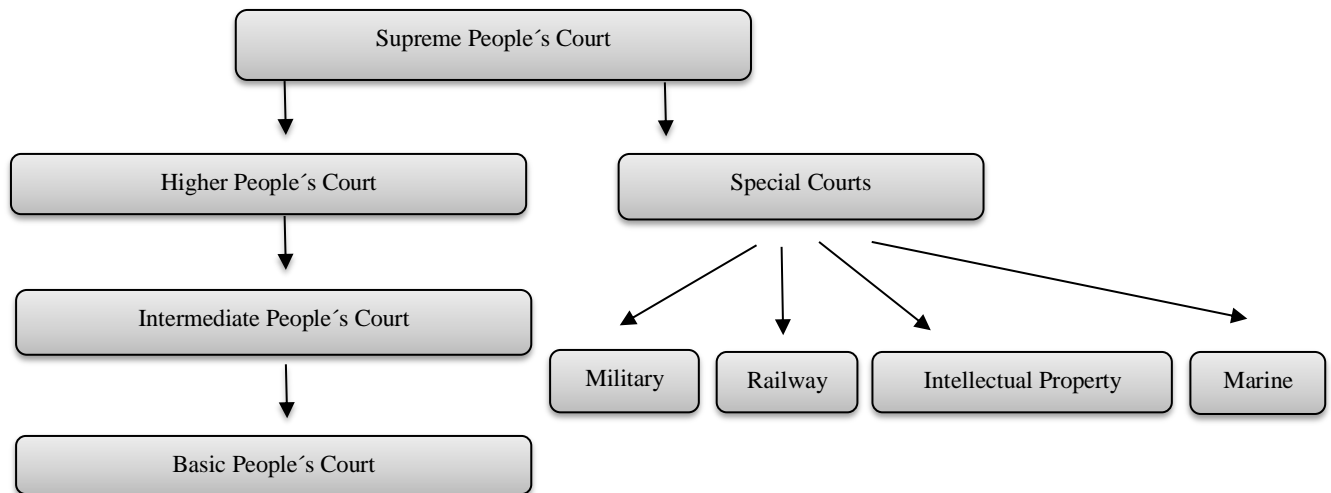 Supreme People´s Court
Higher People´s Court
Special Courts
Intermediate People´s Court
Military
Railway
Intellectual Property
Marine
Basic People´s Court